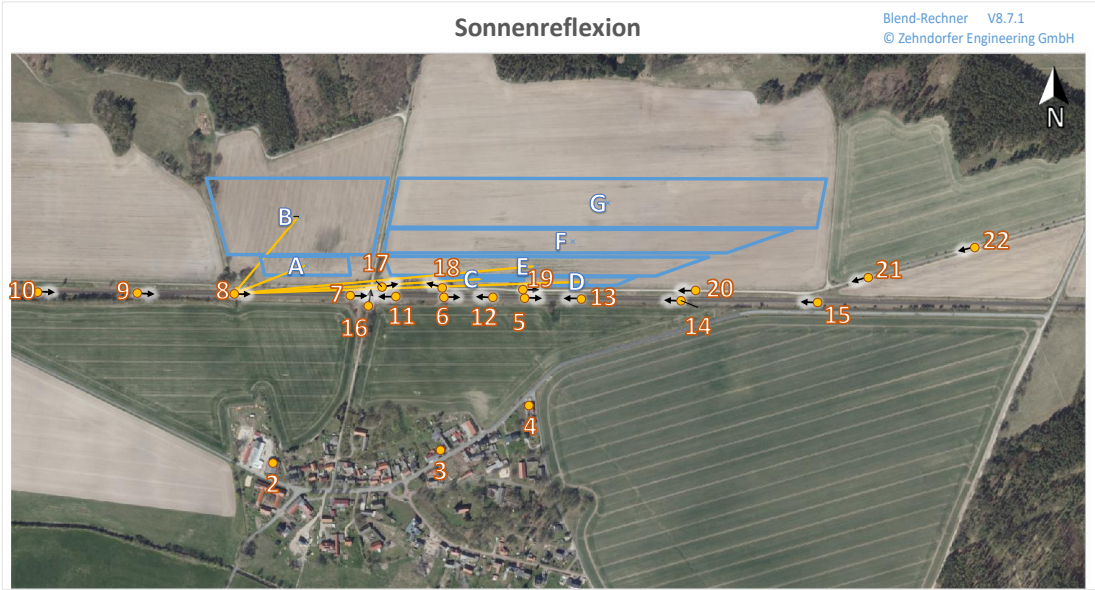 Sonnenreflexion
Blend-Rechner V8.7.1
© Zehndorfer Engineering GmbH
N
G
B
F
22
17
18
E
A
C
19
D
21
10
9
8
7
11
6
12
5
13
20
14
15
16
4
3
2